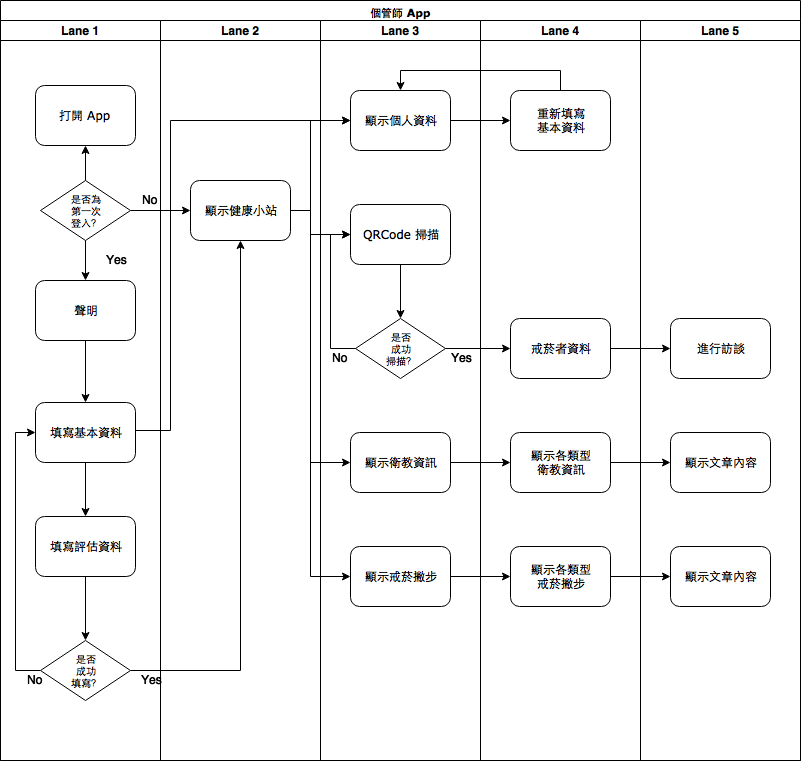 個管師 App
Lane 1
Lane 2
Lane 3
Lane 4
Lane 5
打開 App
顯示個人資料
重新填寫
基本資料
是否為
第一次
登入?
No
Yes
顯示健康小站
QRCode 掃描
聲明
是否
成功
掃描?
No
Yes
戒菸者資料
進行訪談
填寫基本資料
顯示衛教資訊
顯示各類型
衛教資訊
顯示文章內容
填寫評估資料
顯示戒菸撇步
顯示各類型
戒菸撇步
顯示文章內容
是否
成功
填寫?
No
Yes